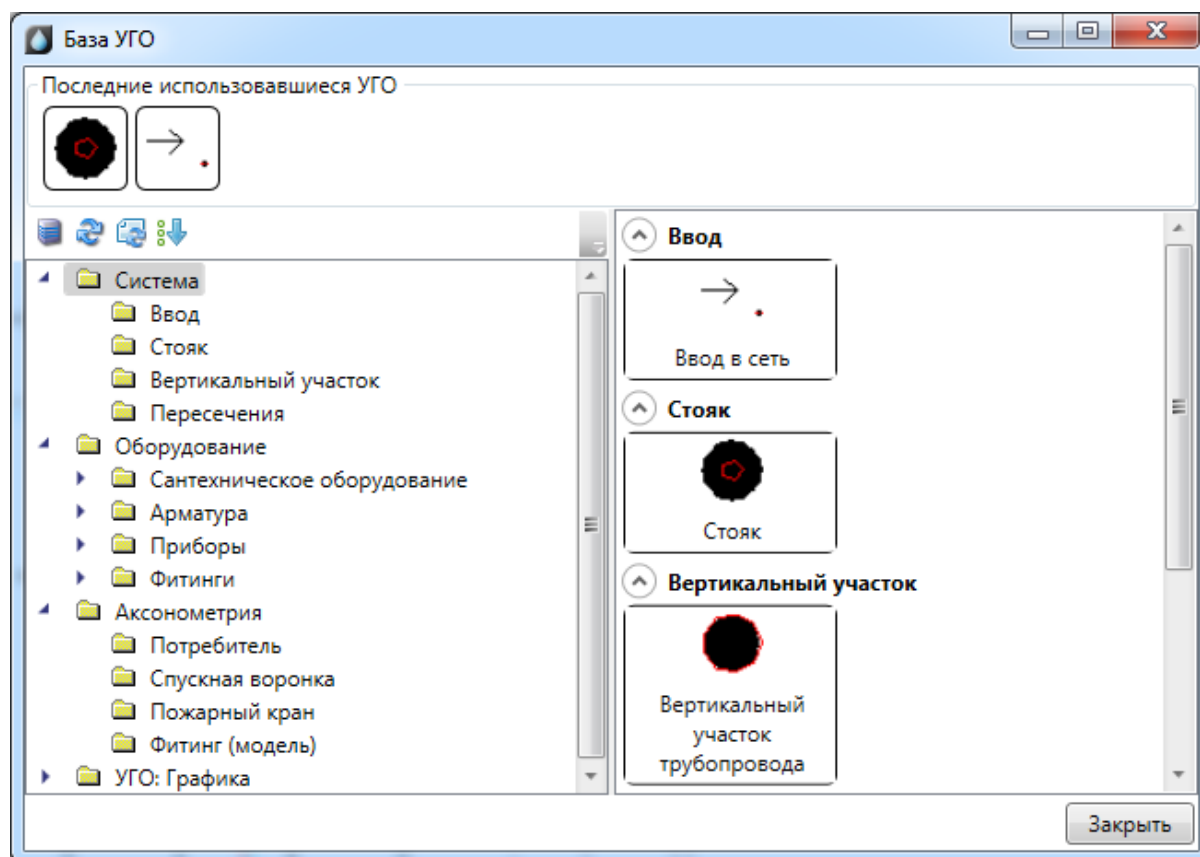 База УГО
Последние использовавшиеся УГО
Система
Ввод
Стояк
Вертикальный участок
Пересечения
Оборудование
Сантехническое оборудование
Арматура
Приборы
Фитинги
Аксонометрия
Потребитель
Спускная воронка
Пожарный кран
Фитинг (модель)
УГО: Графика
Ввод
Ввод в сеть
Стояк
Стояк
Вертикальный участок
Вертикальный
участок
трубопровода
Закрыть